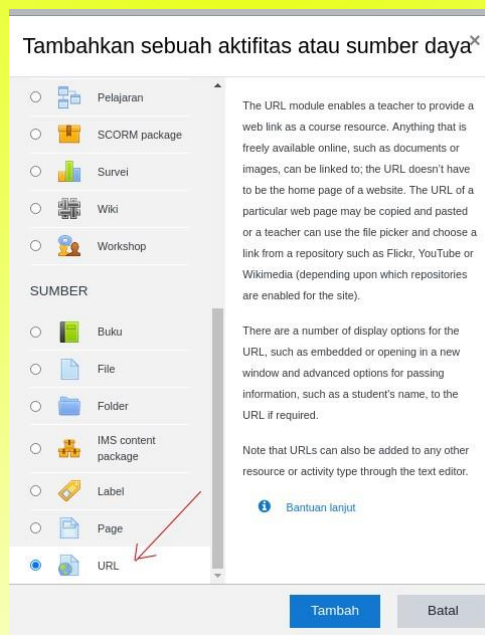 Tambahkan sebuah aktifitas atau sumber daya
×
Pelajaran
SCORM package
Survei
Wiki
Workshop
SUMBER
Buku
File
Folder
IMS content
package
Label
Page
URL
The URL module enables a teacher to provide a
web link as a course resource. Anything that is
freely available online, such as documents or
images, can be linked to; the URL doesn't have
to be the home page of a website. The URL of a
particular web page may be copied and pasted
or a teacher can use the file picker and choose a
link from a repository such as Flickr, YouTube or
Wikimedia (depending upon which repositories
are enabled for the site).
There are a number of display options for the
URL, such as embedded or opening in a new
window and advanced options for passing
information, such as a student's name, to the
URL if required.
Note that URLs can also be added to any other
resource or activity type through the text editor.
Bantuan lanjut
Tambah
Batal